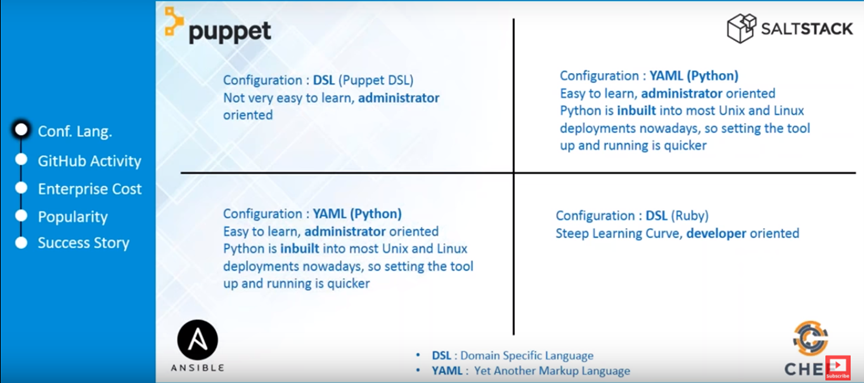 puppet
SALTSTACK
Configuration : DSL (Puppet DSL)
Not very easy to learn, administrator
oriented
Configuration : YAML (Python)
Easy to learn, administrator oriented
Python is inbuilt into most Unix and Linux
deployments nowadays, so setting the tool
up and running is quicker
Conf. Lang.
GitHub Activity
Enterprise Cost
Popularity
Success Story
Configuration : YAML (Python)
Easy to learn, administrator oriented
Python is inbuilt into most Unix and Linux
deployments nowadays, so setting the tool
up and running is quicker
Configuration : DSL (Ruby)
Steep Learning Curve, developer oriented
A
ANSIBLE
• DSL : Domain Specific Language
• YAML : Yet Another Markup Language
CHE
subscribe